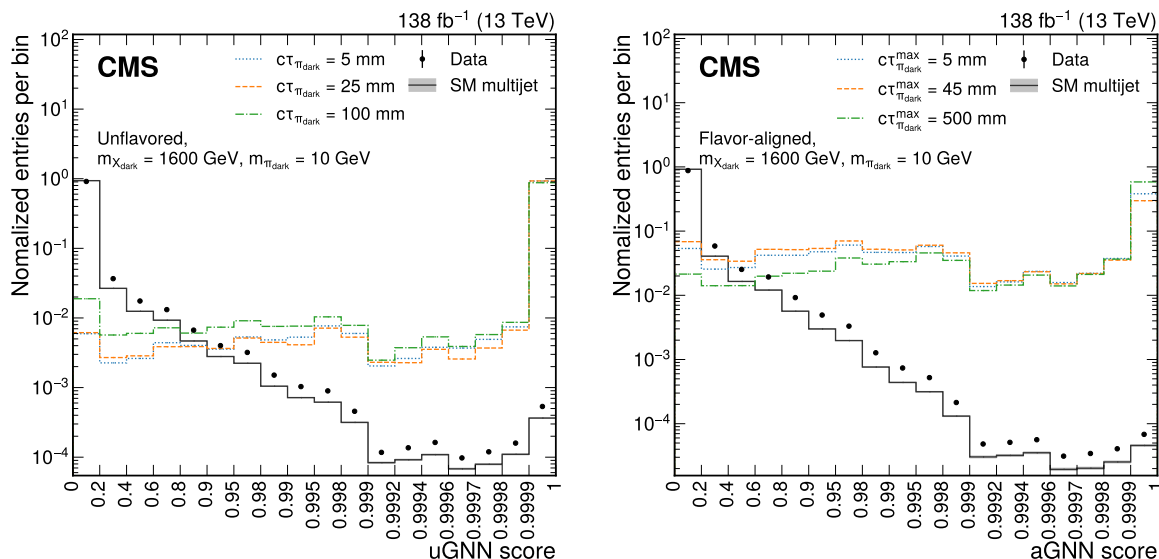 138 fb⁻¹ (13 TeV)
CMS
cτπdark = 5 mm
cτπdark = 25 mm
cτπdark = 100 mm
Data
SM multijet
Unflavored,
mXdark = 1600 GeV, mπdark = 10 GeV
Nomalized entries per bin
10²
10¹
10⁰
10⁻¹
10⁻²
10⁻³
10⁻⁴
0 0.2 0.4 0.6 0.8 0.9 0.95 0.98 0.99 0.995 0.998 0.999 0.9992 0.9994 0.9996 0.9997 0.9998 0.9999 1
uGNN score
138 fb⁻¹ (13 TeV)
CMS
cτπdark^max = 5 mm
cτπdark^max = 45 mm
cτπdark^max = 500 mm
Data
SM multijet
Flavor-aligned,
mXdark = 1600 GeV, mπdark = 10 GeV
Nomalized entries per bin
10²
10¹
10⁰
10⁻¹
10⁻²
10⁻³
10⁻⁴
0 0.2 0.4 0.6 0.8 0.9 0.95 0.98 0.99 0.995 0.998 0.999 0.9992 0.9994 0.9996 0.9997 0.9998 0.9999 1
aGNN score